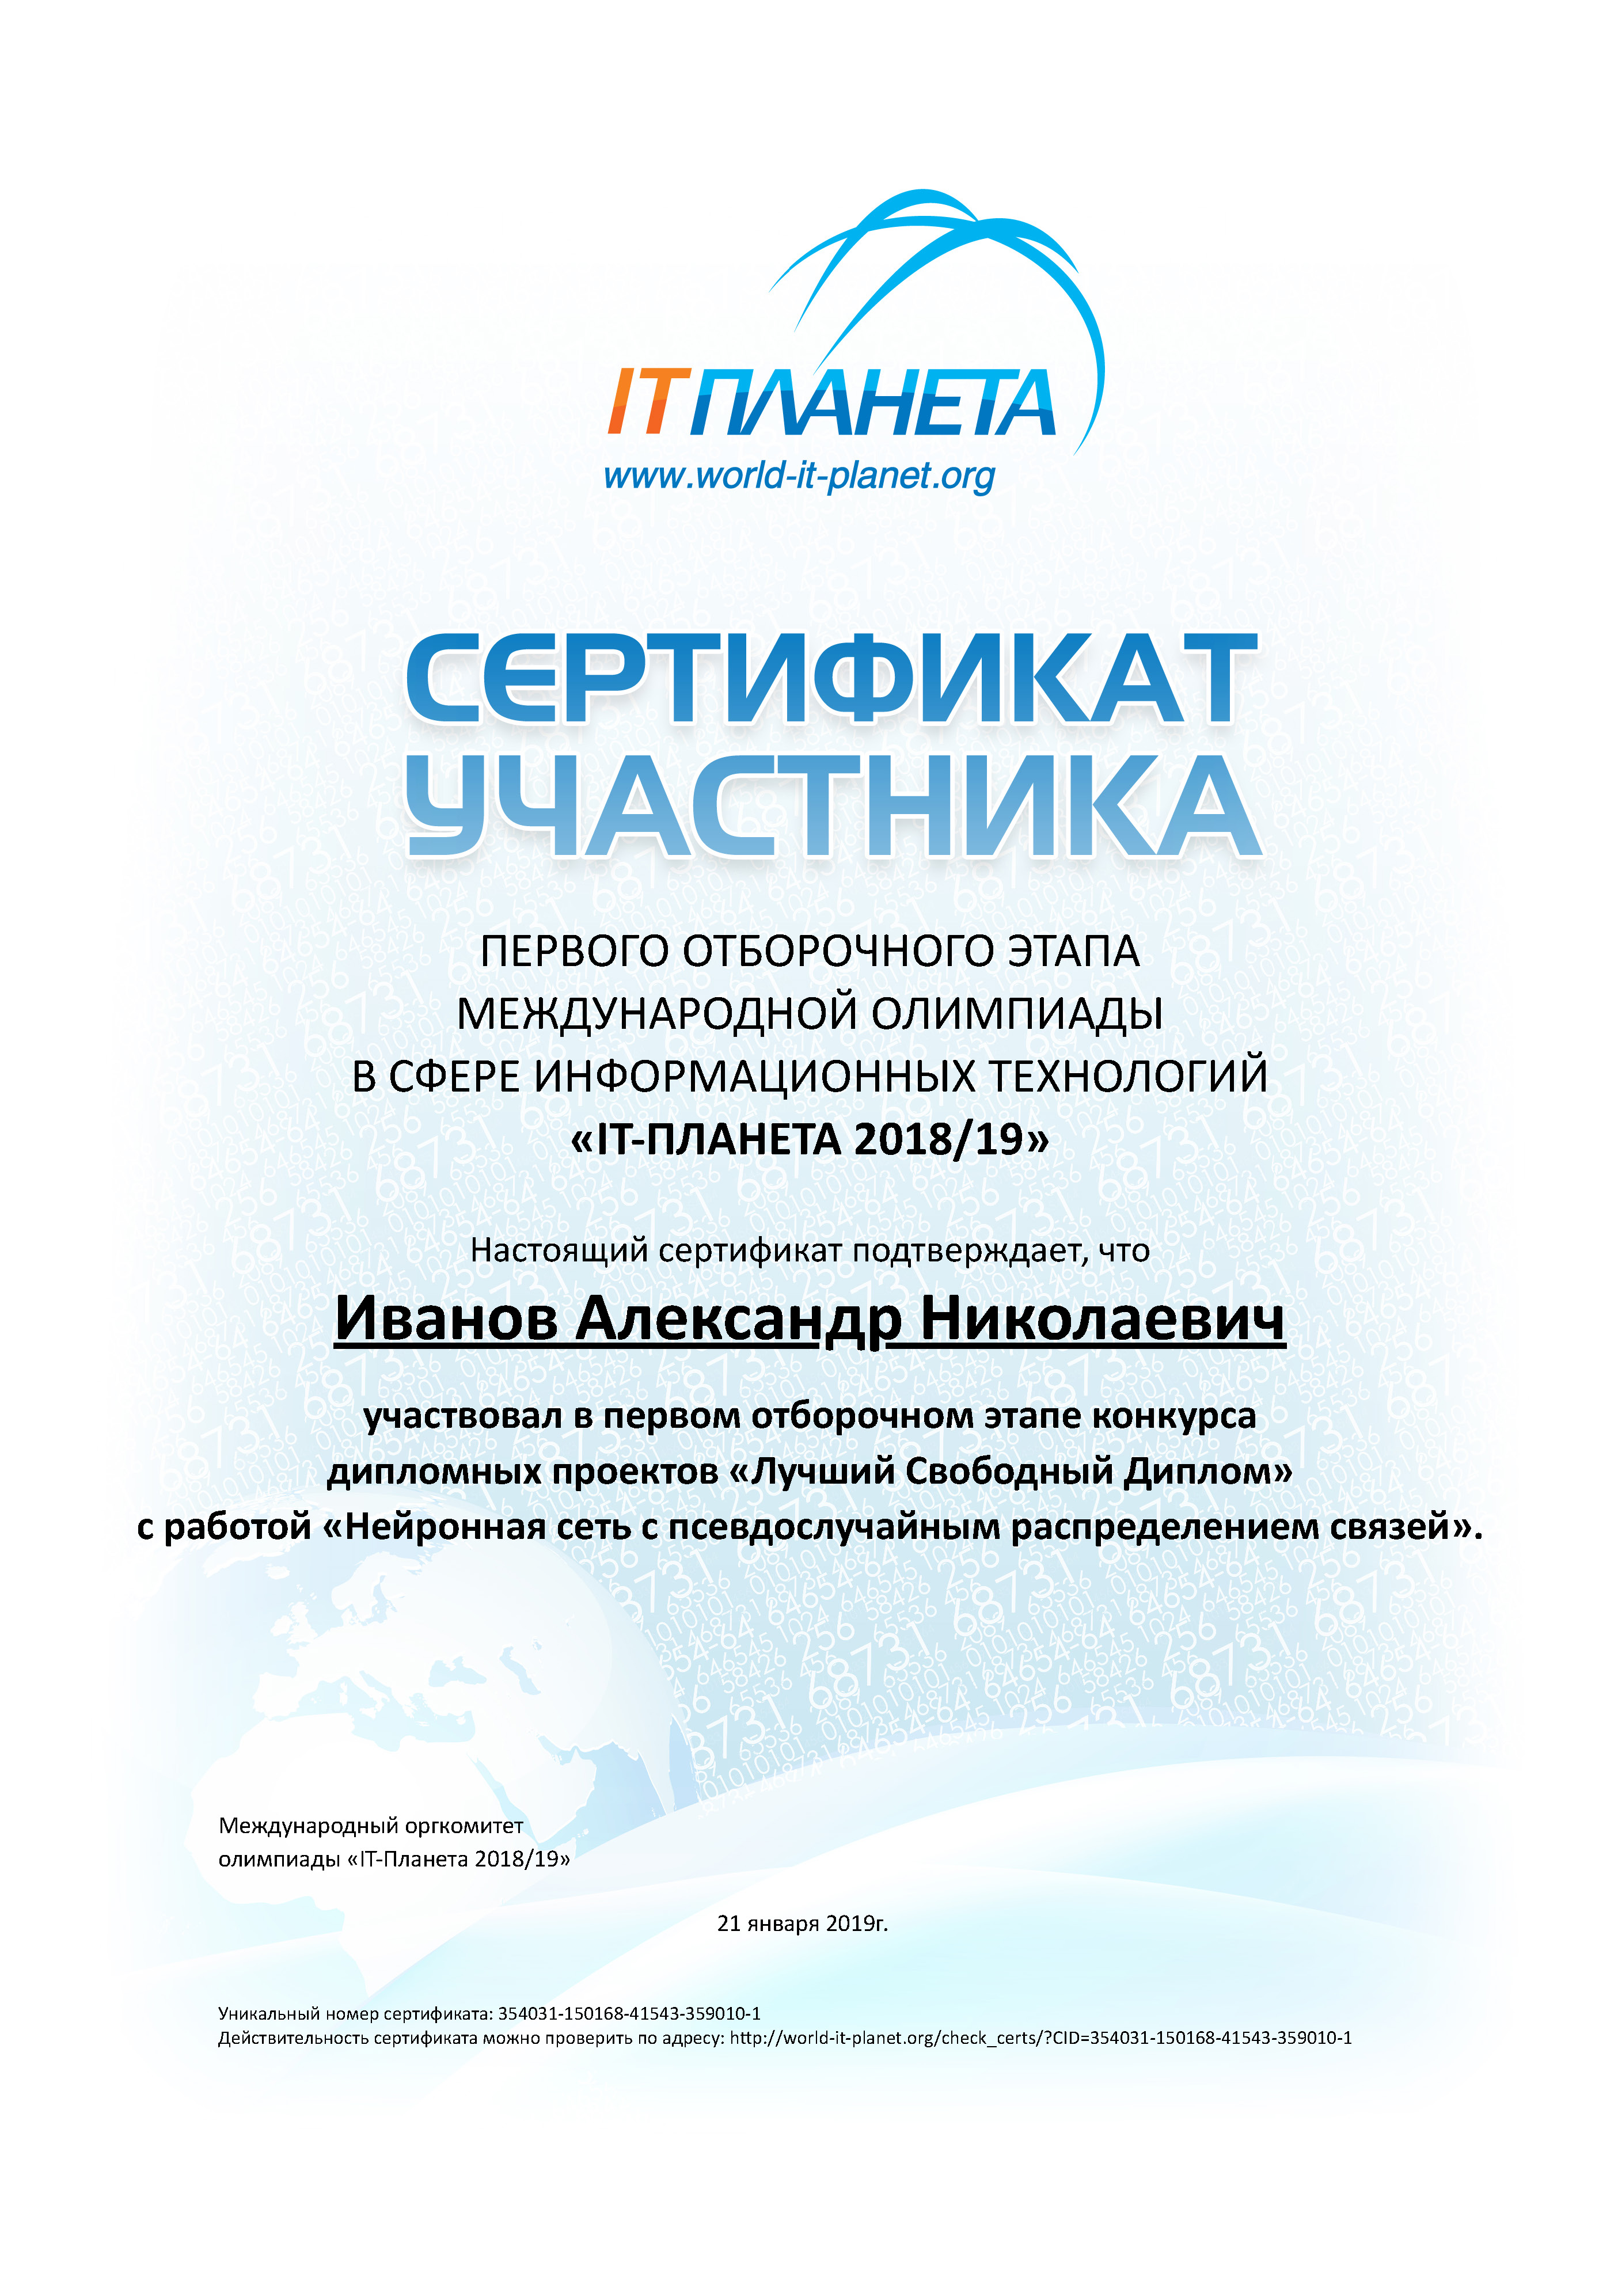 IT ПЛАНЕТА
www.world-it-planet.org
СЕРТИФИКАТ
УЧАСТНИКА
ПЕРВОГО ОТБОРОЧНОГО ЭТАПА
МЕЖДУНАРОДНОЙ ОЛИМПИАДЫ
В СФЕРЕ ИНФОРМАЦИОННЫХ ТЕХНОЛОГИЙ
«IT-ПЛАНЕТА 2018/19»
Настоящий сертификат подтверждает, что
Иванов Александр Николаевич
участвовал в первом отборочном этапе конкурса
дипломных проектов «Лучший Свободный Диплом»
с работой «Нейронная сеть с псевдослучайным распределением связей».
Международный оргкомитет
олимпиады «IT-Планета 2018/19»
21 января 2019г.
Уникальный номер сертификата: 354031-150168-41543-359010-1
Действительность сертификата можно проверить по адресу: http://world-it-planet.org/check_certs/?CID=354031-150168-41543-359010-1